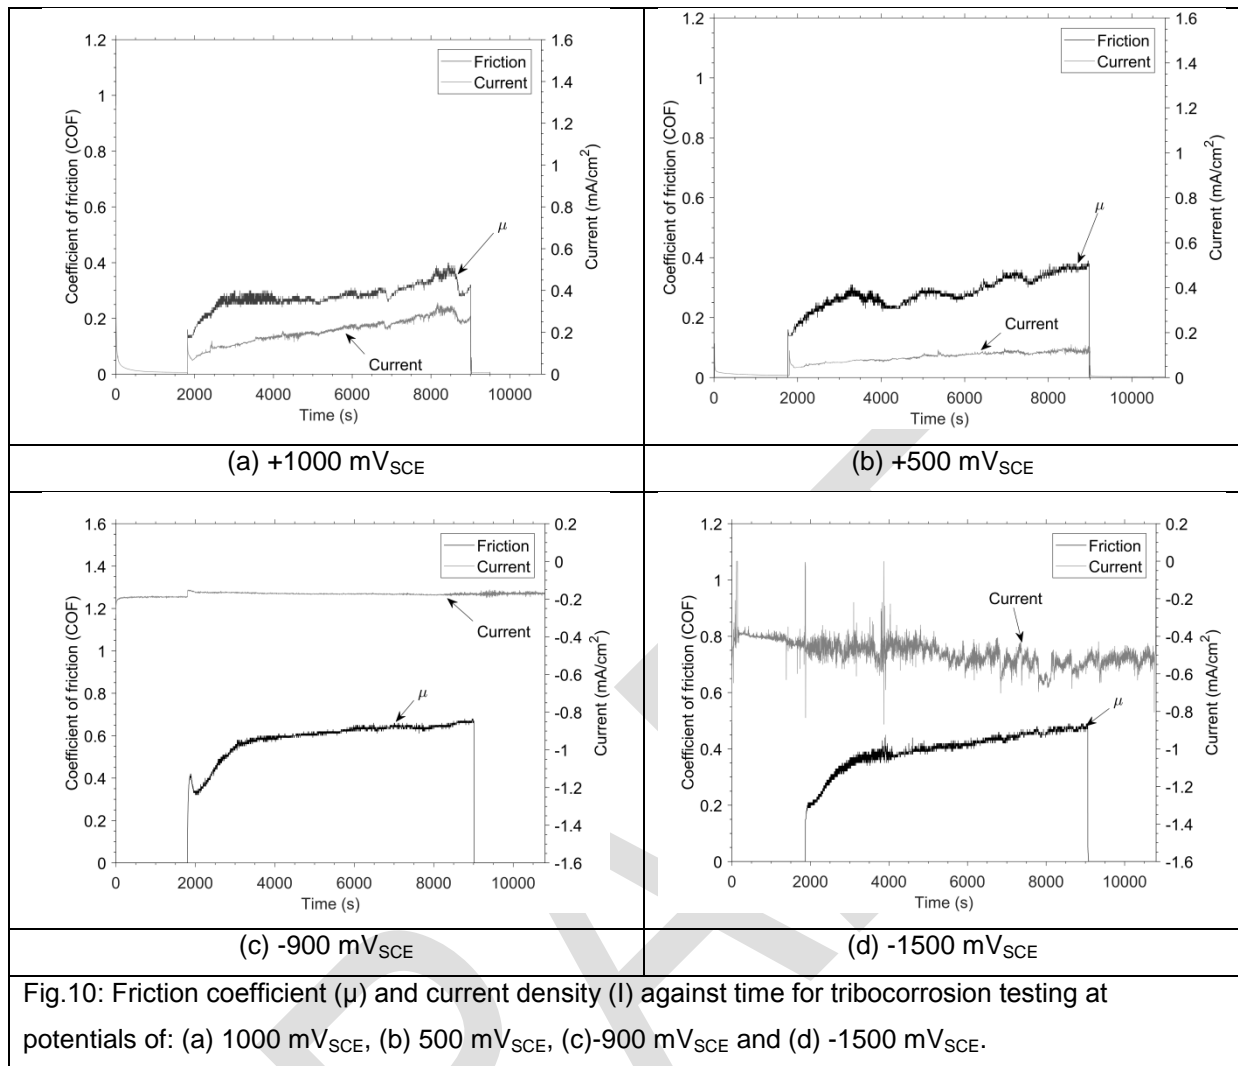 1.2
1
0.8
0.6
0.4
0.2
0
Coefficient of friction (COF)
1.6
1.4
1.2
1
0.8
0.6
0.4
0.2
0
Current (mA/cm²)
Friction
Current
μ
Current
0 2000 4000 6000 8000 10000
Time (s)
(a) +1000 mV_SCE
1.2
1
0.8
0.6
0.4
0.2
0
Coefficient of friction (COF)
1.6
1.4
1.2
1
0.8
0.6
0.4
0.2
0
Current (mA/cm²)
Friction
Current
μ
Current
0 2000 4000 6000 8000 10000
Time (s)
(b) +500 mV_SCE
1.6
1.4
1.2
1
0.8
0.6
0.4
0.2
0
Coefficient of friction (COF)
0.2
0
-0.2
-0.4
-0.6
-0.8
-1
-1.2
-1.4
-1.6
Current (mA/cm²)
Friction
Current
Current
μ
0 2000 4000 6000 8000 10000
Time (s)
(c) -900 mV_SCE
1.2
1
0.8
0.6
0.4
0.2
0
Coefficient of friction (COF)
0.2
0
-0.2
-0.4
-0.6
-0.8
-1
-1.2
-1.4
-1.6
Current (mA/cm²)
Friction
Current
Current
μ
0 2000 4000 6000 8000 10000
Time (s)
(d) -1500 mV_SCE
Fig.10: Friction coefficient (μ) and current density (I) against time for tribocorrosion testing at
potentials of: (a) 1000 mV_SCE, (b) 500 mV_SCE, (c)-900 mV_SCE and (d) -1500 mV_SCE.